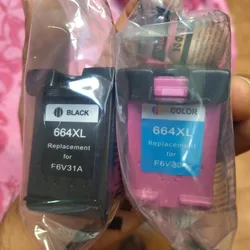 BLACK
664XL
Replacement
for
F6V31A
COLOR
664XL
Replacement
for